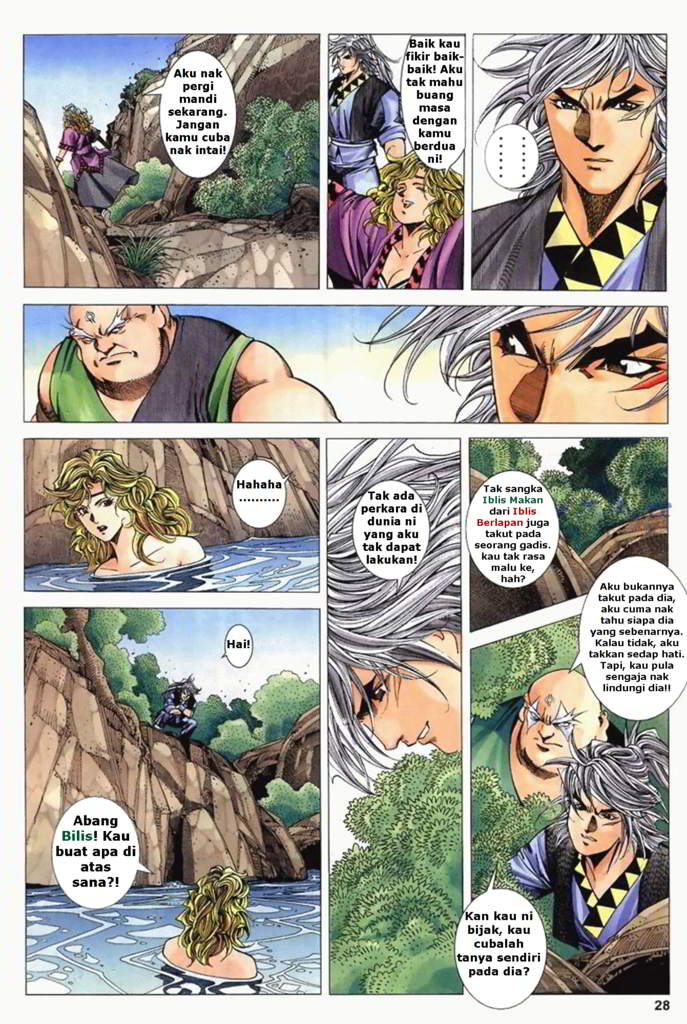 Aku nak
pergi
mandi
sekarang.
Jangan
kamu cuba
nak intai!
Baik kau
fikir baik-
baik! Aku
tak mahu
buang
masa
dengan
kamu
berdua
ni!
Hahaha
..........
Tak ada
perkara di
dunia ni
yang aku
tak dapat
lakukan!
Tak sangka
Iblis Makan
dari Iblis
Berlapan juga
takut pada
seorang gadis.
kau tak rasa
malu ke,
hah?
Aku bukannya
takut pada dia,
aku cuma nak
tahu siapa dia
yang sebenarnya.
Kalau tidak, aku
takkan sedap hati.
Tapi, kau pula
sengaja nak
lindungi dia!!
Hai!
Abang
Bilis! Kau
buat apa di
atas
sana?!
Kan kau ni
bijak, kau
cubalah
tanya sendiri
pada dia?
28